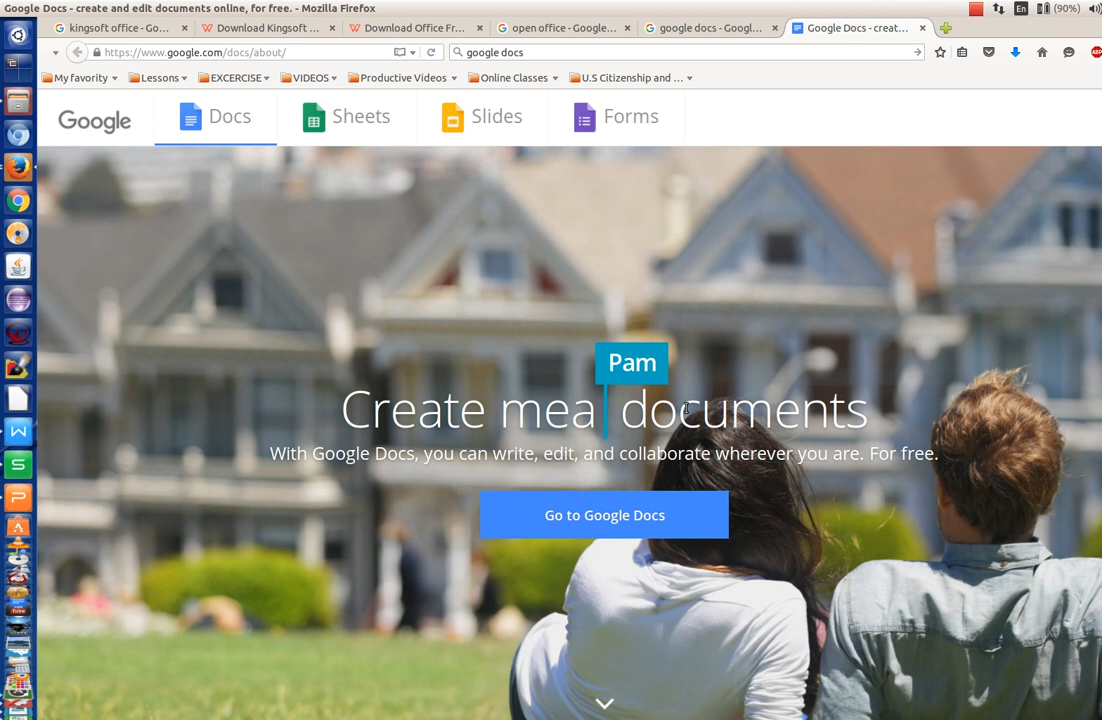 Google Docs - create and edit documents online, for free. - Mozilla Firefox
En (90%)
kingsoft office - Go... × Download Kingsoft ... × Download Office Fr... × open office - Google... × google docs - Googl... × Google Docs - creat... ×
https://www.google.com/docs/about/ google docs
My favority Lessons EXCERCISE VIDEOS Productive Videos Online Classes U.S Citizenship and ...
Google Docs Sheets Slides Forms
Pam
Create mea documents
With Google Docs, you can write, edit, and collaborate wherever you are. For free.
Go to Google Docs